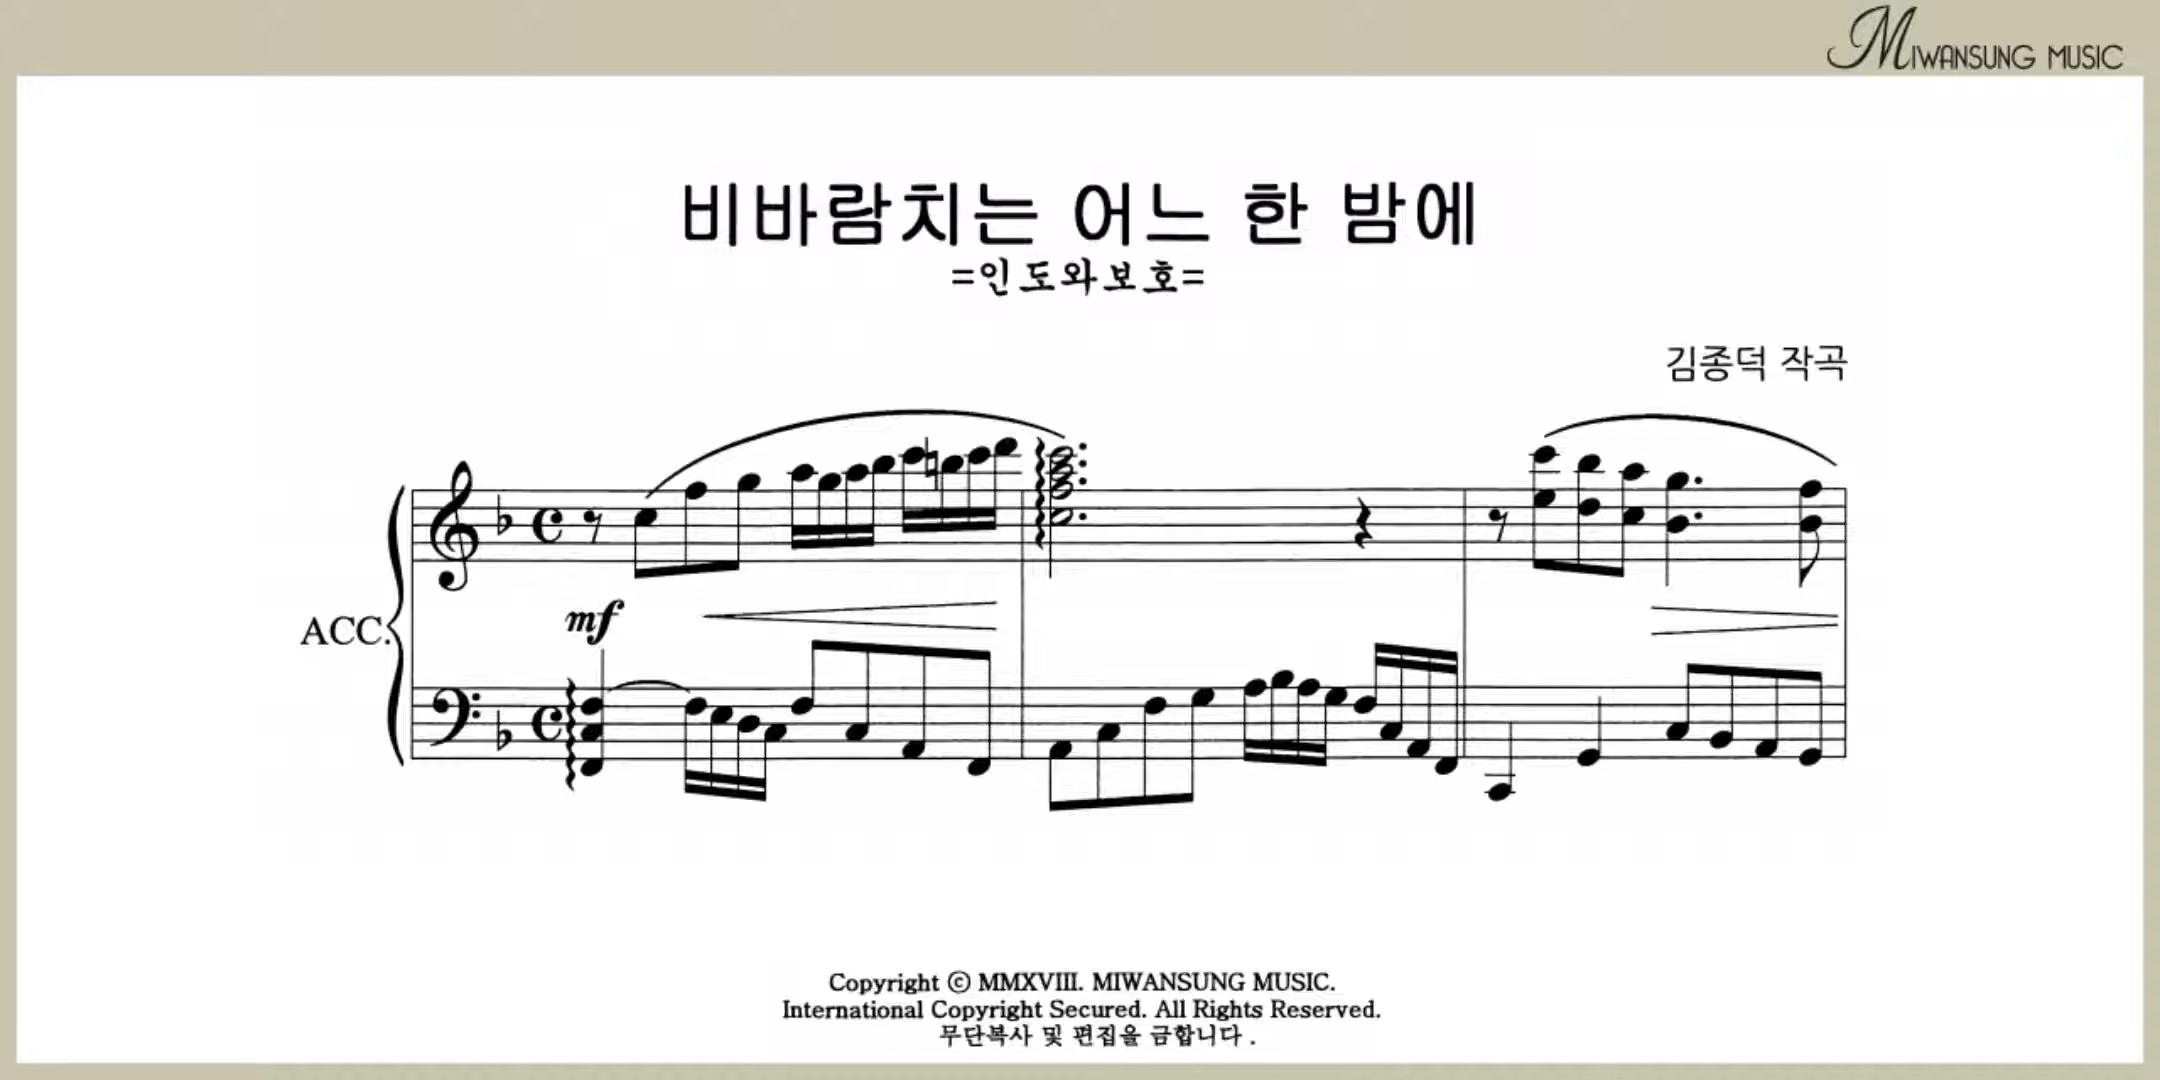 MIWANSUNG MUSIC
비바람치는 어느 한 밤에
=인도와보호=
김종덕 작곡
mf
ACC.
Copyright ⓒ MMXVIII. MIWANSUNG MUSIC.
International Copyright Secured. All Rights Reserved.
무단복사 및 편집을 금합니다 .